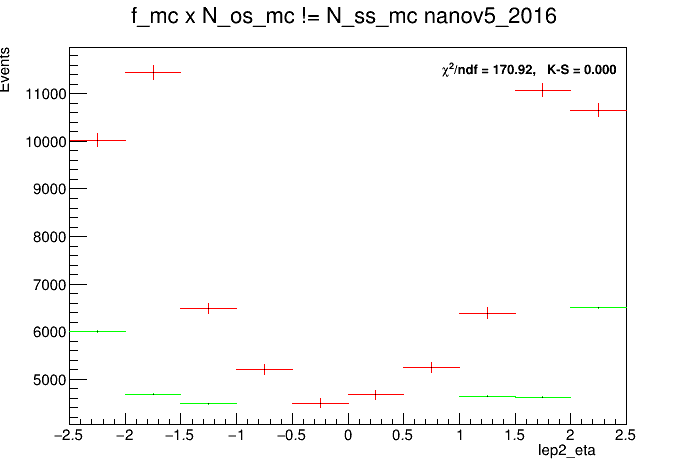 f_mc x N_os_mc != N_ss_mc nanov5_2016
Events
χ²/ndf = 170.92, K-S = 0.000
11000
10000
9000
8000
7000
6000
5000
−2.5 −2 −1.5 −1 −0.5 0 0.5 1 1.5 2 2.5
lep2_eta